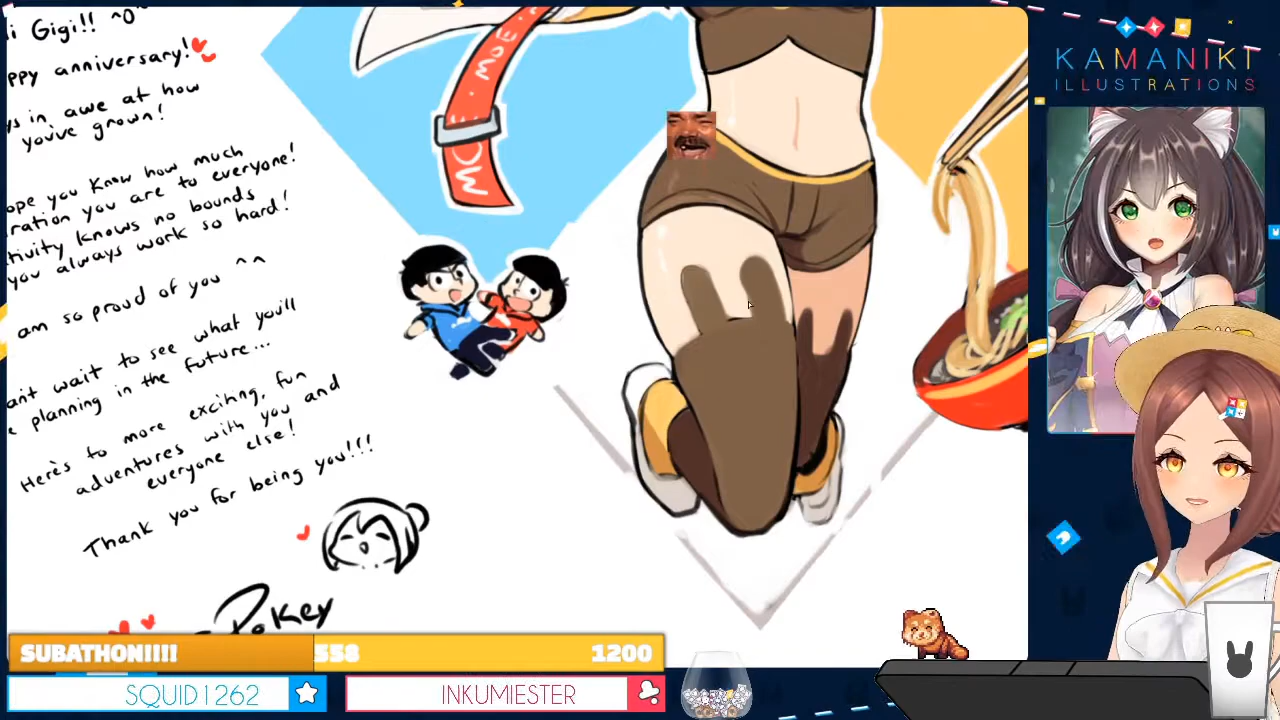 i Gigi!! ^o^
ppy anniversary!
ys in awe at how
you've grown!
ope you know how much
ration you are to everyone!
tivity knows no bounds
you always work so hard!
am so proud of you ^^
ant wait to see what you'll
e planning in the future...
Here's to more exciting, fun
adventures with you and
everyone else!
Thank you for being you!!!
Pokey
MOE
MO
KAMANIKT
ILLUSTRATIONS
SUBATHON!!!!
558
1200
SQUID1262
INKUMIESTER